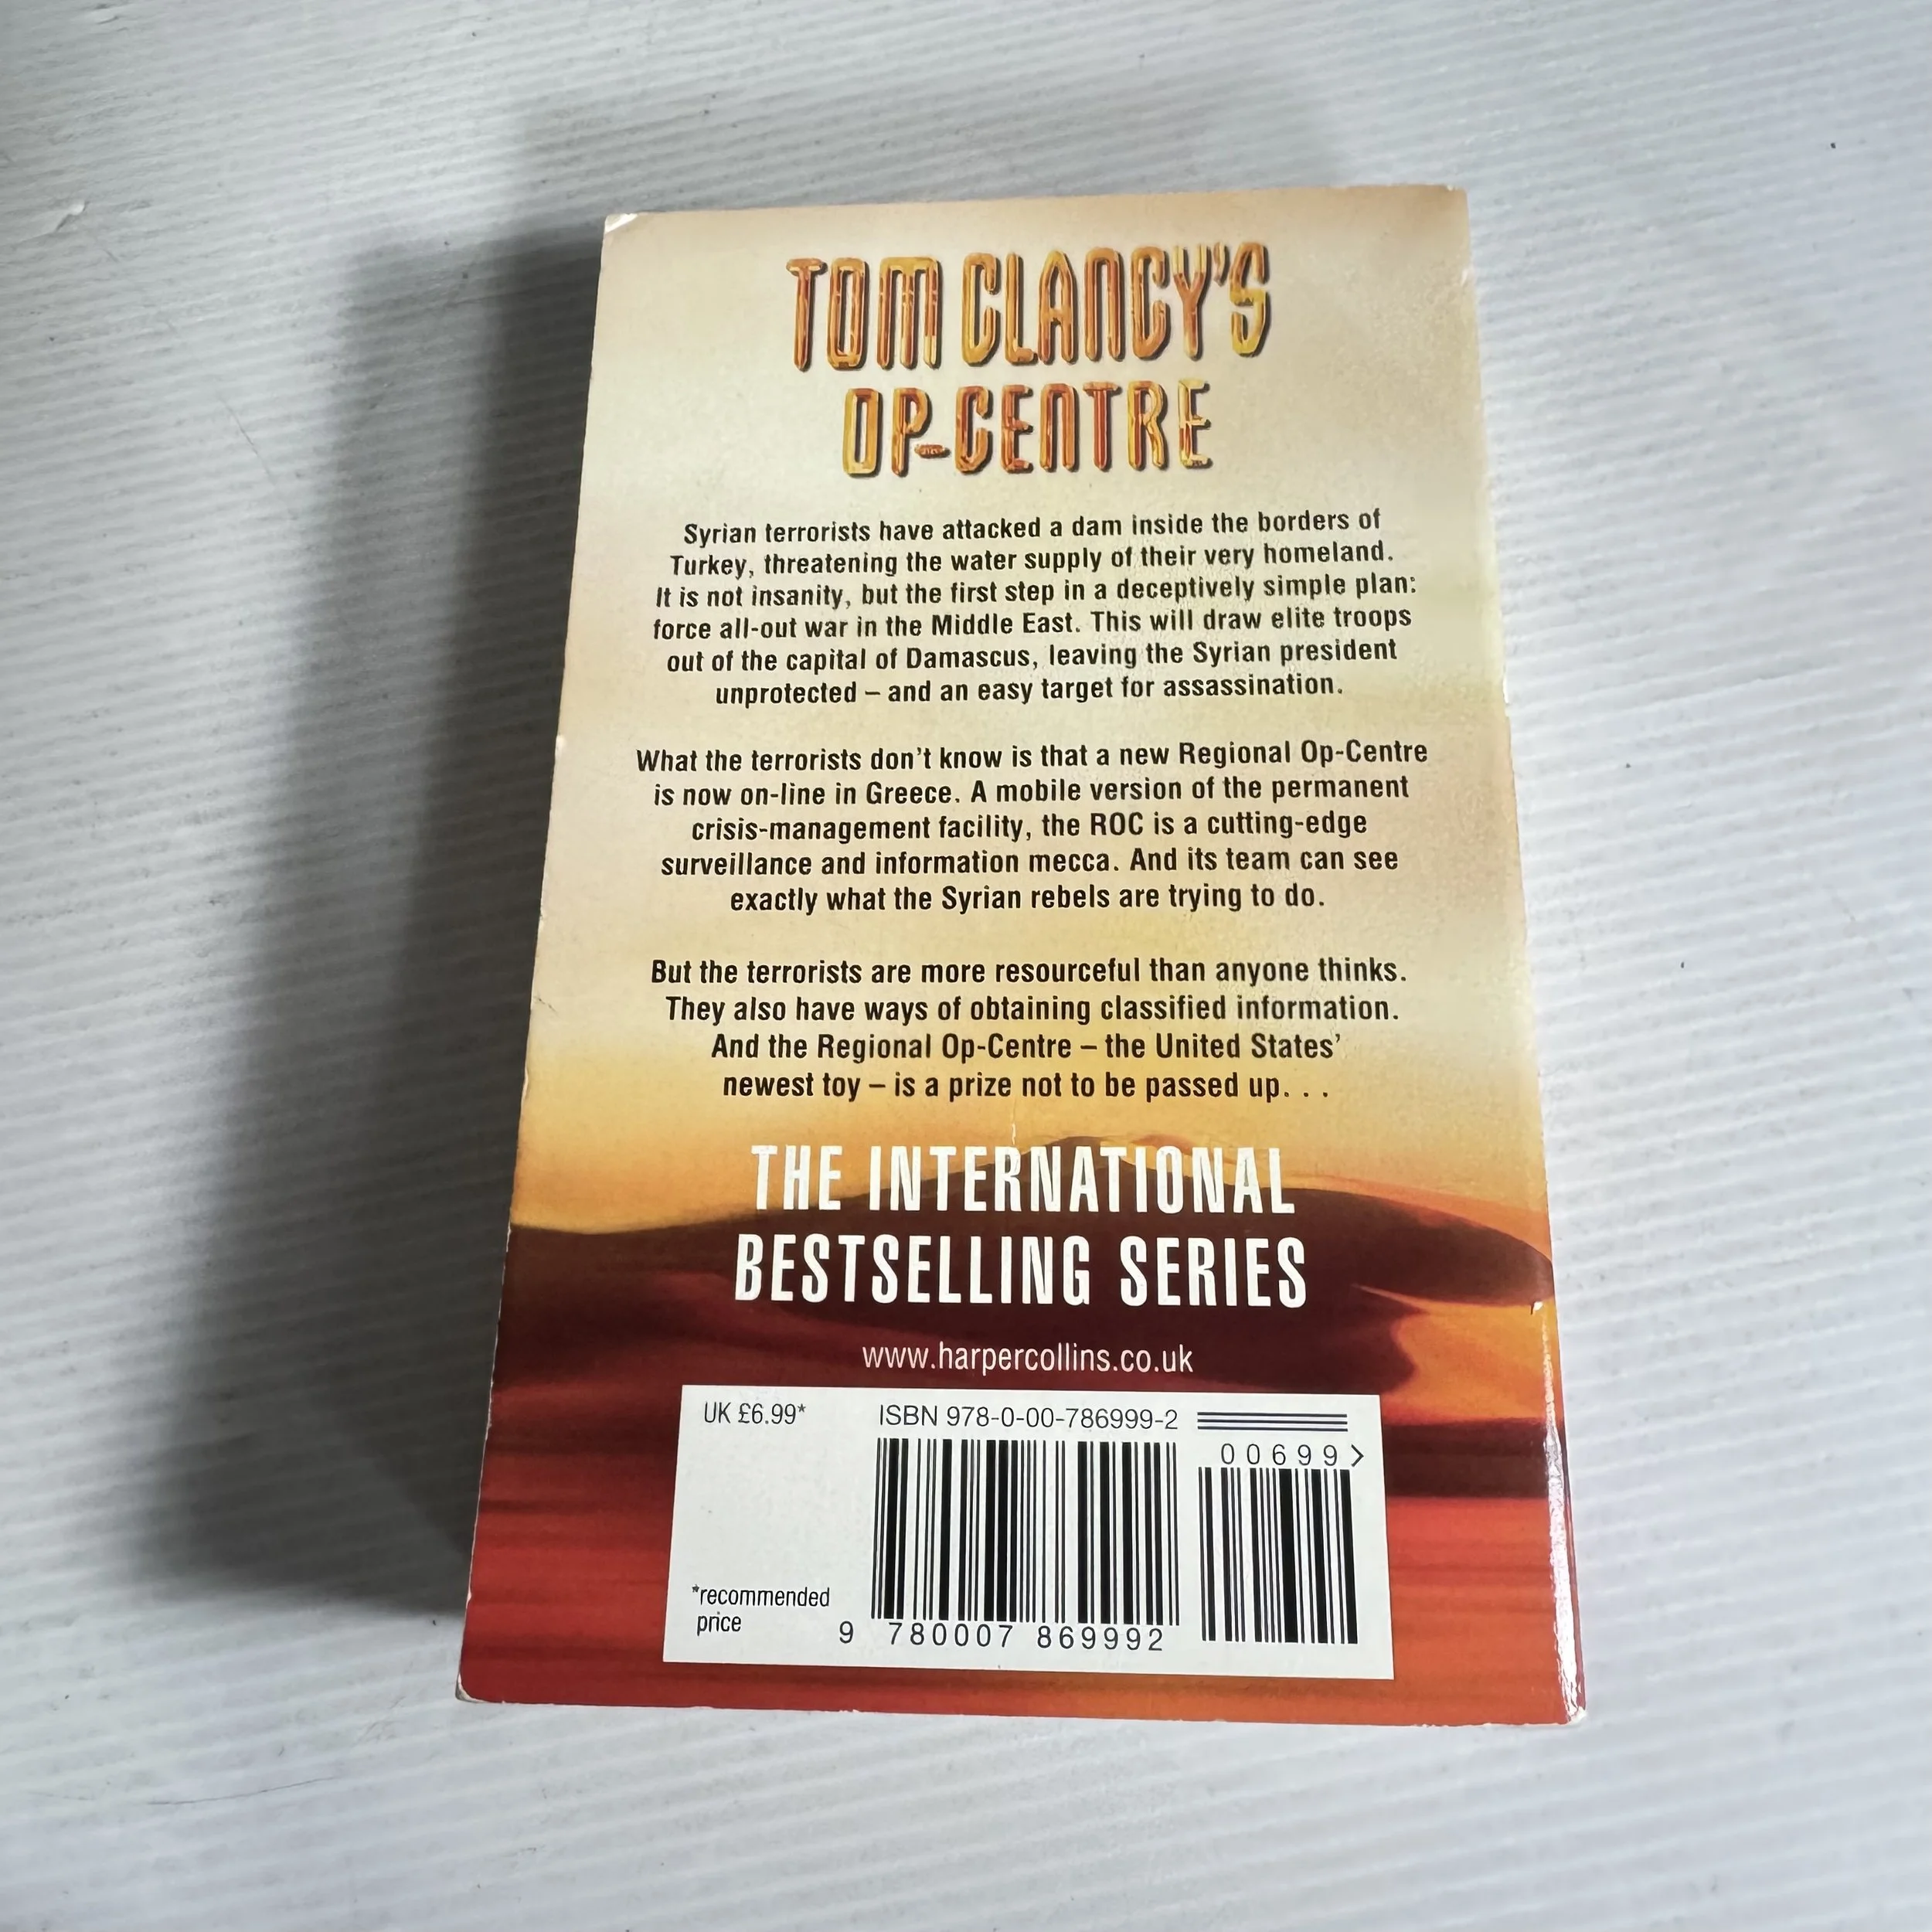 TOM CLANCY'S
OP-CENTRE
Syrian terrorists have attacked a dam inside the borders of
Turkey, threatening the water supply of their very homeland.
It is not insanity, but the first step in a deceptively simple plan:
force all-out war in the Middle East. This will draw elite troops
out of the capital of Damascus, leaving the Syrian president
unprotected – and an easy target for assassination.
What the terrorists don't know is that a new Regional Op-Centre
is now on-line in Greece. A mobile version of the permanent
crisis-management facility, the ROC is a cutting-edge
surveillance and information mecca. And its team can see
exactly what the Syrian rebels are trying to do.
But the terrorists are more resourceful than anyone thinks.
They also have ways of obtaining classified information.
And the Regional Op-Centre – the United States'
newest toy – is a prize not to be passed up. . .
THE INTERNATIONAL
BESTSELLING SERIES
www.harpercollins.co.uk
UK £6.99*
ISBN 978-0-00-786999-2
00699>
*recommended
price
9 780007 869992